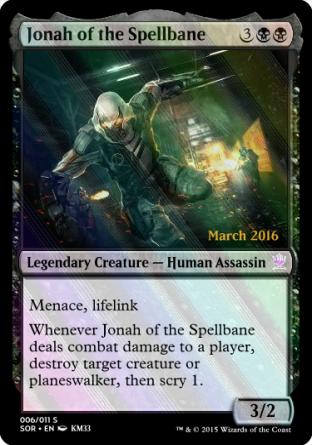 Jonah of the Spellbane 3
March 2016
Legendary Creature — Human Assassin
Menace, lifelink
Whenever Jonah of the Spellbane
deals combat damage to a player,
destroy target creature or
planeswalker, then scry 1.
3/2
006/011 S
SOR • EN KM33
™ & © 2015 Wizards of the Coast